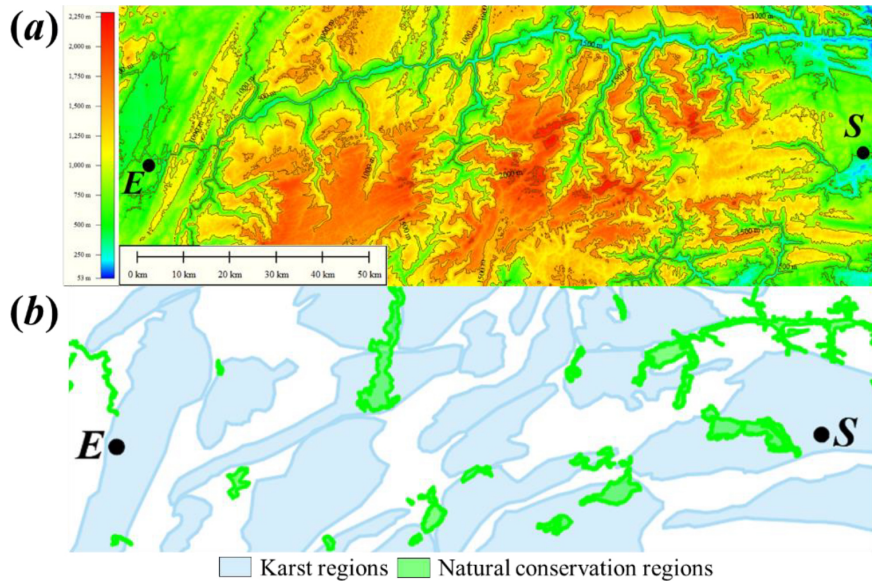 (a)
2,250 m
2,000 m
1,750 m
1,500 m
1,250 m
1,000 m
750 m
500 m
250 m
53 m
E
S
0 km 10 km 20 km 30 km 40 km 50 km
(b)
E
S
Karst regions Natural conservation regions